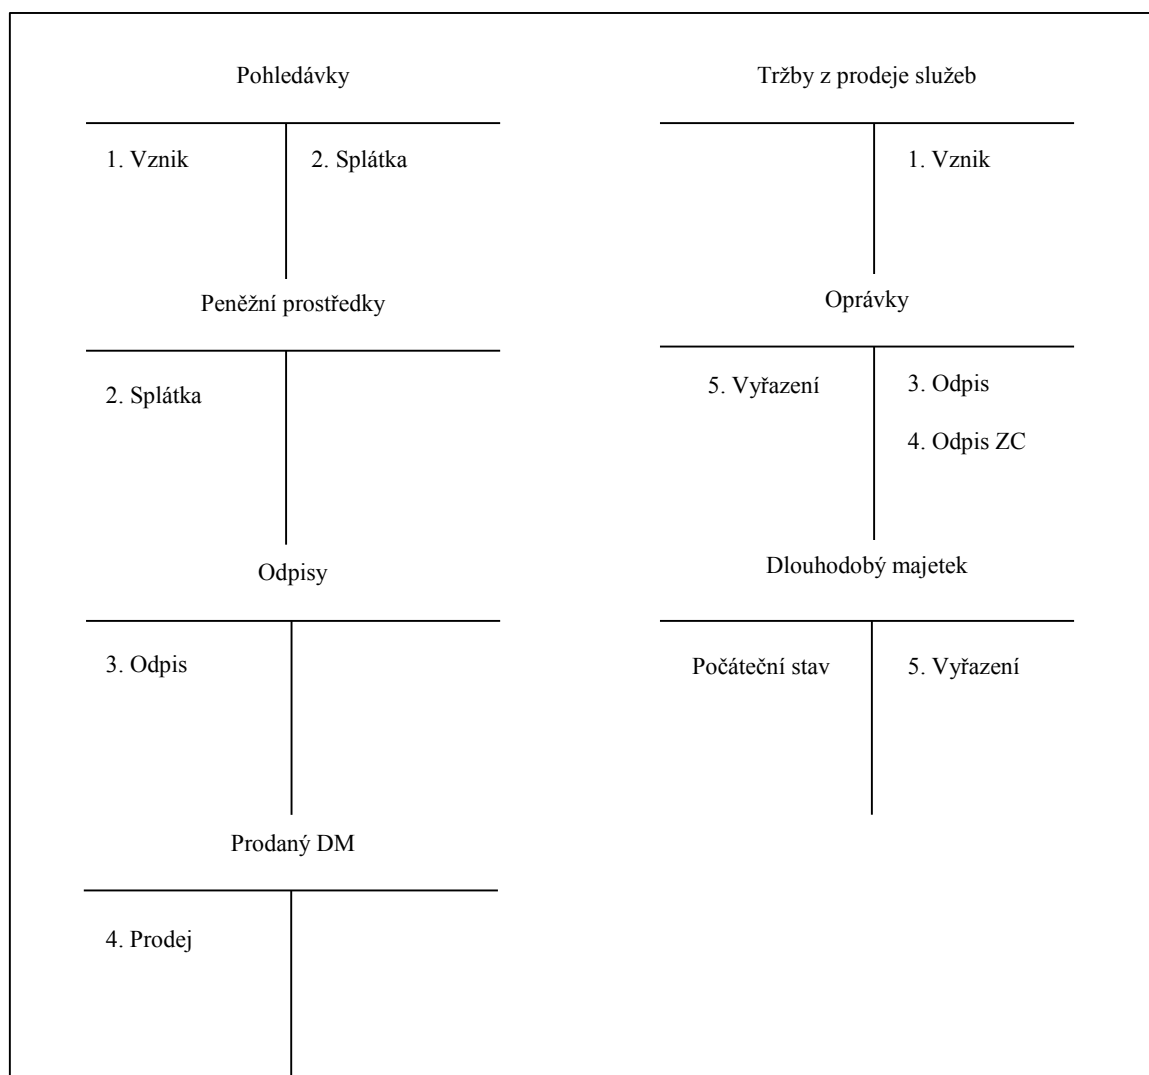 Pohledávky
1. Vznik
2. Splátka
Tržby z prodeje služeb
1. Vznik
Peněžní prostředky
2. Splátka
Oprávky
5. Vyřazení
3. Odpis
4. Odpis ZC
Odpisy
3. Odpis
Dlouhodobý majetek
Počáteční stav
5. Vyřazení
Prodaný DM
4. Prodej